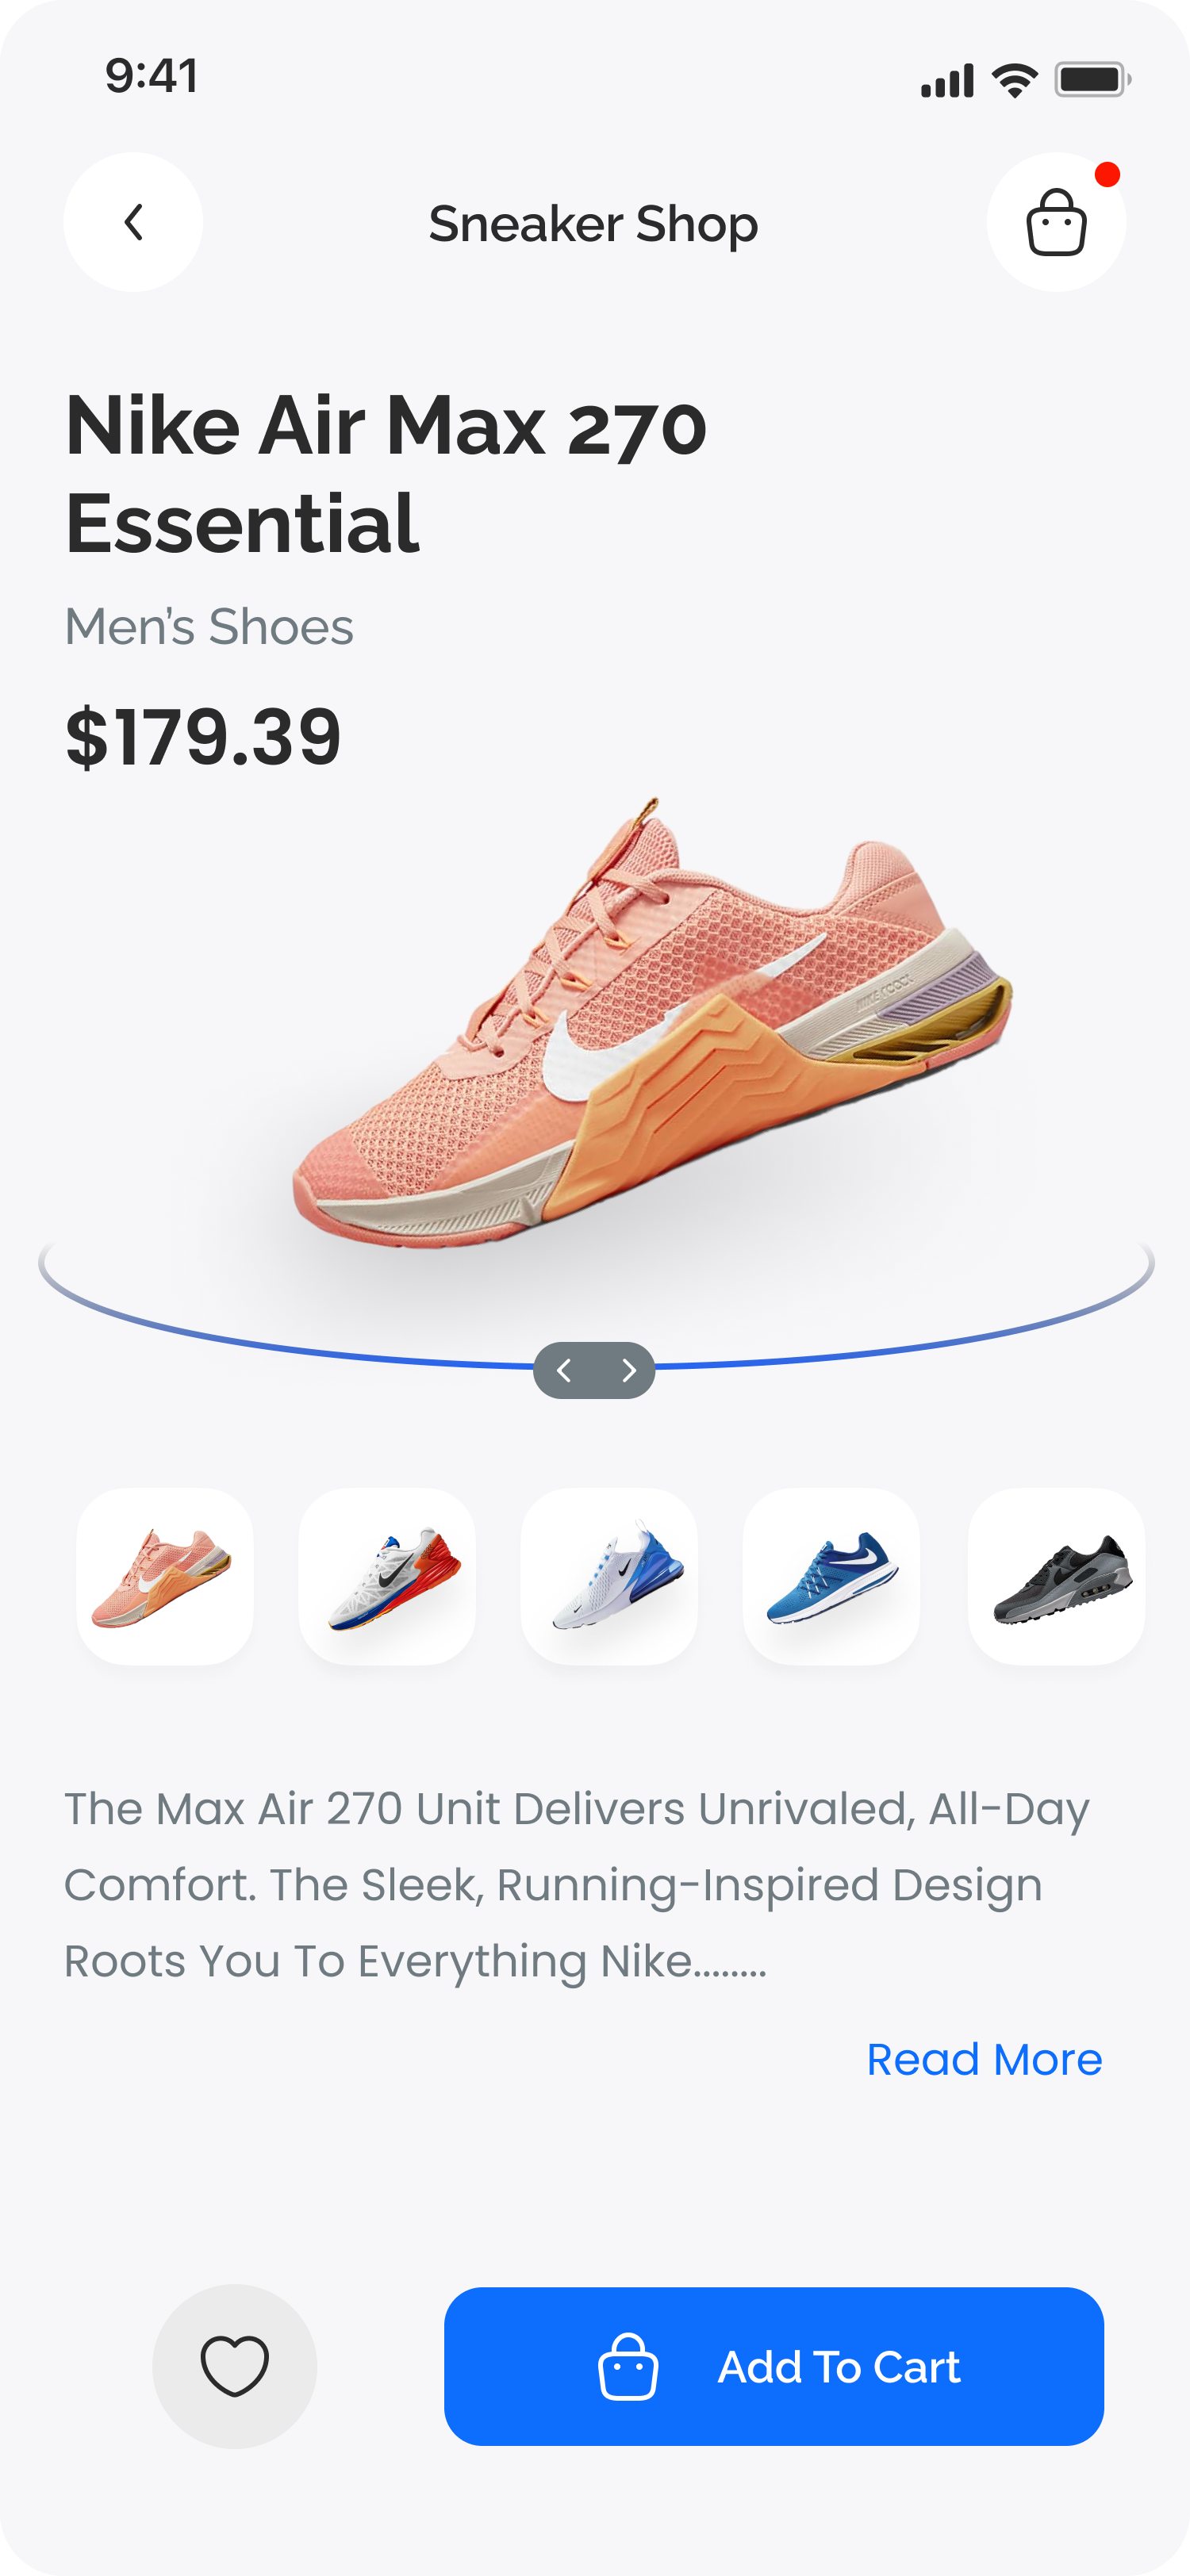 9:41
Sneaker Shop
Nike Air Max 270
Essential
Men’s Shoes
$179.39
The Max Air 270 Unit Delivers Unrivaled, All-Day
Comfort. The Sleek, Running-Inspired Design
Roots You To Everything Nike........
Read More
Add To Cart